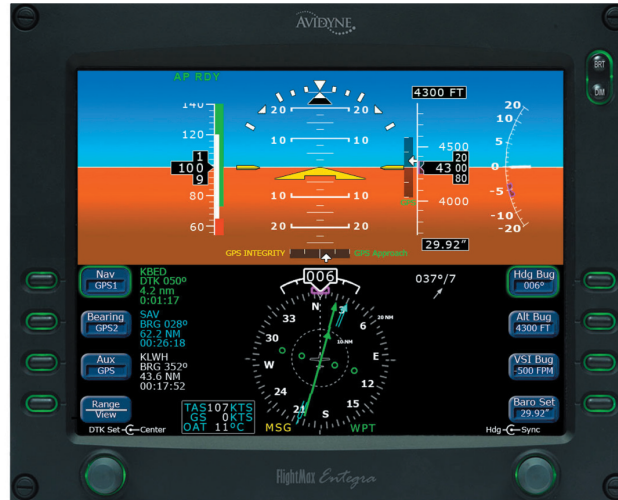 AVIDYNE
BRT
DIM
AP RDY
4300 FT
140
120
100
1
9
80
60
20 20
10 10
10 10
20 20
4500
43
20
00
80
4000
29.92"
20
10
5
0
-5
-10
-20
GPS INTEGRITY
GPS Approach
Nav
GPS1
KBED
DTK 050°
4.2 nm
0:01:17
Bearing
GPS2
SAV
BRG 028°
62.2 NM
00:26:18
Aux
GPS
KLWH
BRG 352°
43.6 NM
00:17:52
Range
View
DTK Set Center
TAS107KTS
GS 0KTS
OAT 11°C
MSG
WPT
006
N
3
6
E
12
15
S
21
24
W
30
33
20 NM
10 NM
037°/7
Hdg Bug
006°
Alt Bug
4300 FT
VSI Bug
-500 FPM
Baro Set
29.92"
Hdg Sync
FlightMax Entegra